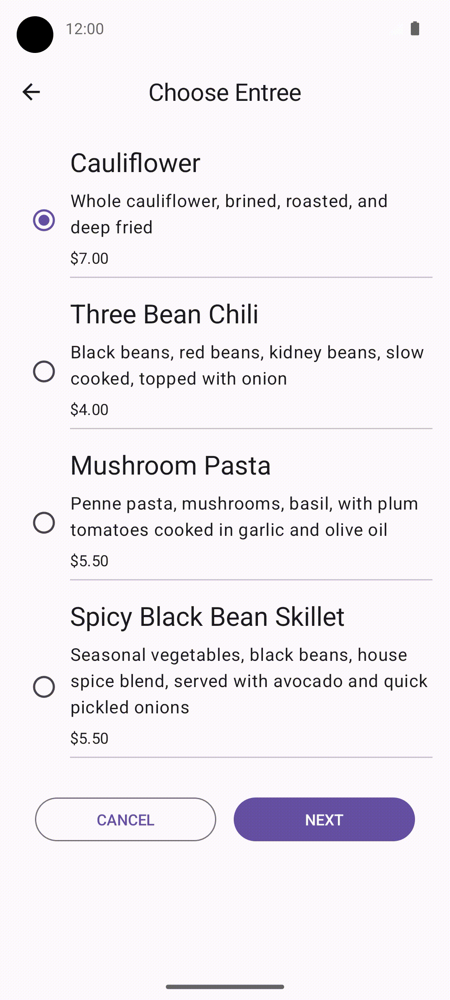 12:00
Choose Entree
Cauliflower
Whole cauliflower, brined, roasted, and
deep fried
$7.00
Three Bean Chili
Black beans, red beans, kidney beans, slow
cooked, topped with onion
$4.00
Mushroom Pasta
Penne pasta, mushrooms, basil, with plum
tomatoes cooked in garlic and olive oil
$5.50
Spicy Black Bean Skillet
Seasonal vegetables, black beans, house
spice blend, served with avocado and quick
pickled onions
$5.50
CANCEL
NEXT